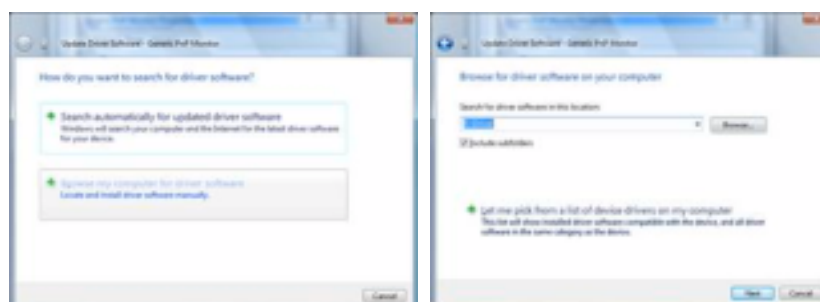 Update Driver Software - Generic PnP Monitor
How do you want to search for driver software?
Search automatically for updated driver software
Windows will search your computer and the Internet for the latest driver software
for your device.
Browse my computer for driver software
Locate and install driver software manually.
Cancel
Update Driver Software - Generic PnP Monitor
Browse for driver software on your computer
Search for driver software in this location:
Browse...
Include subfolders
Let me pick from a list of device drivers on my computer
This list will show installed driver software compatible with the device, and all driver
software in the same category as the device.
Next
Cancel